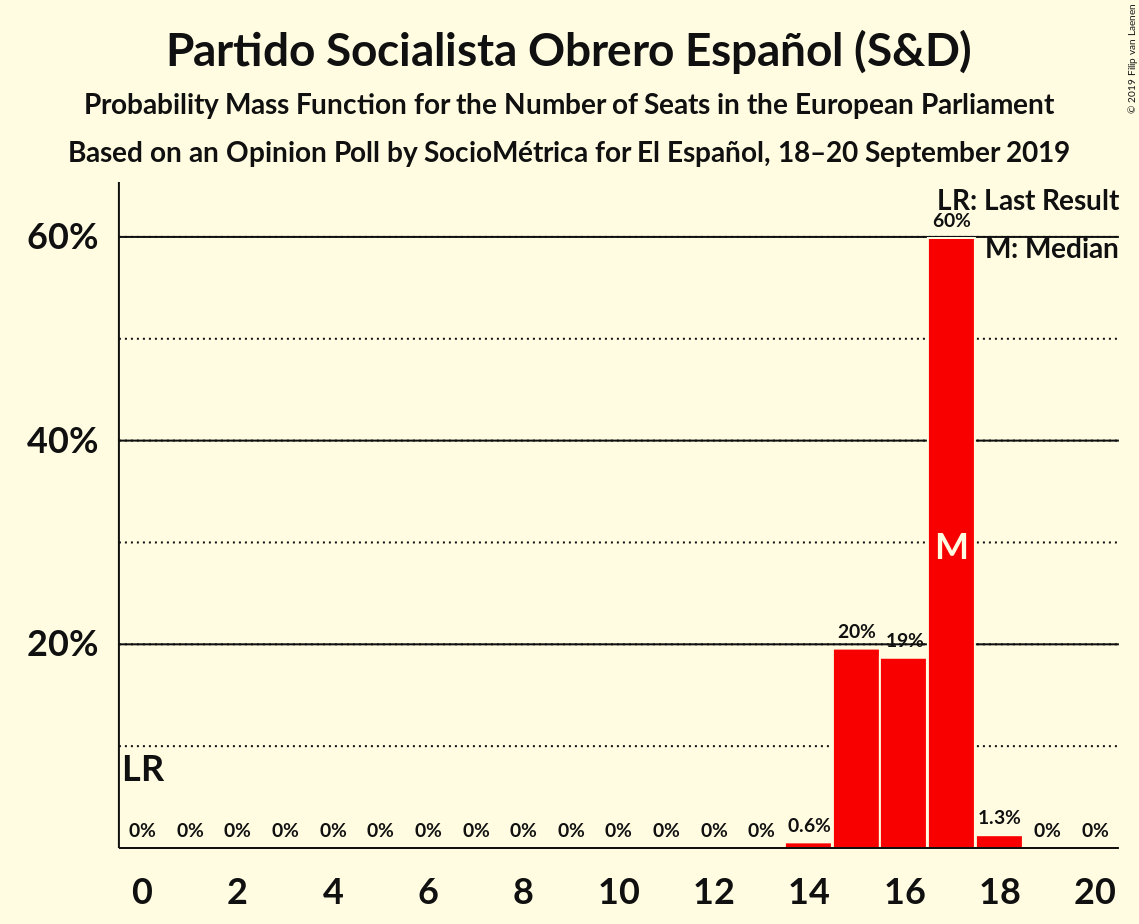 Partido Socialista Obrero Español (S&D)
Probability Mass Function for the Number of Seats in the European Parliament
Based on an Opinion Poll by SocioMétrica for El Español, 18–20 September 2019
© 2019 Filip van Laenen
LR: Last Result
M: Median
60%
40%
20%
60%
M
20%
19%
LR
0% 0% 0% 0% 0% 0% 0% 0% 0% 0% 0% 0% 0% 0% 0.6% 1.3% 0% 0%
0 2 4 6 8 10 12 14 16 18 20